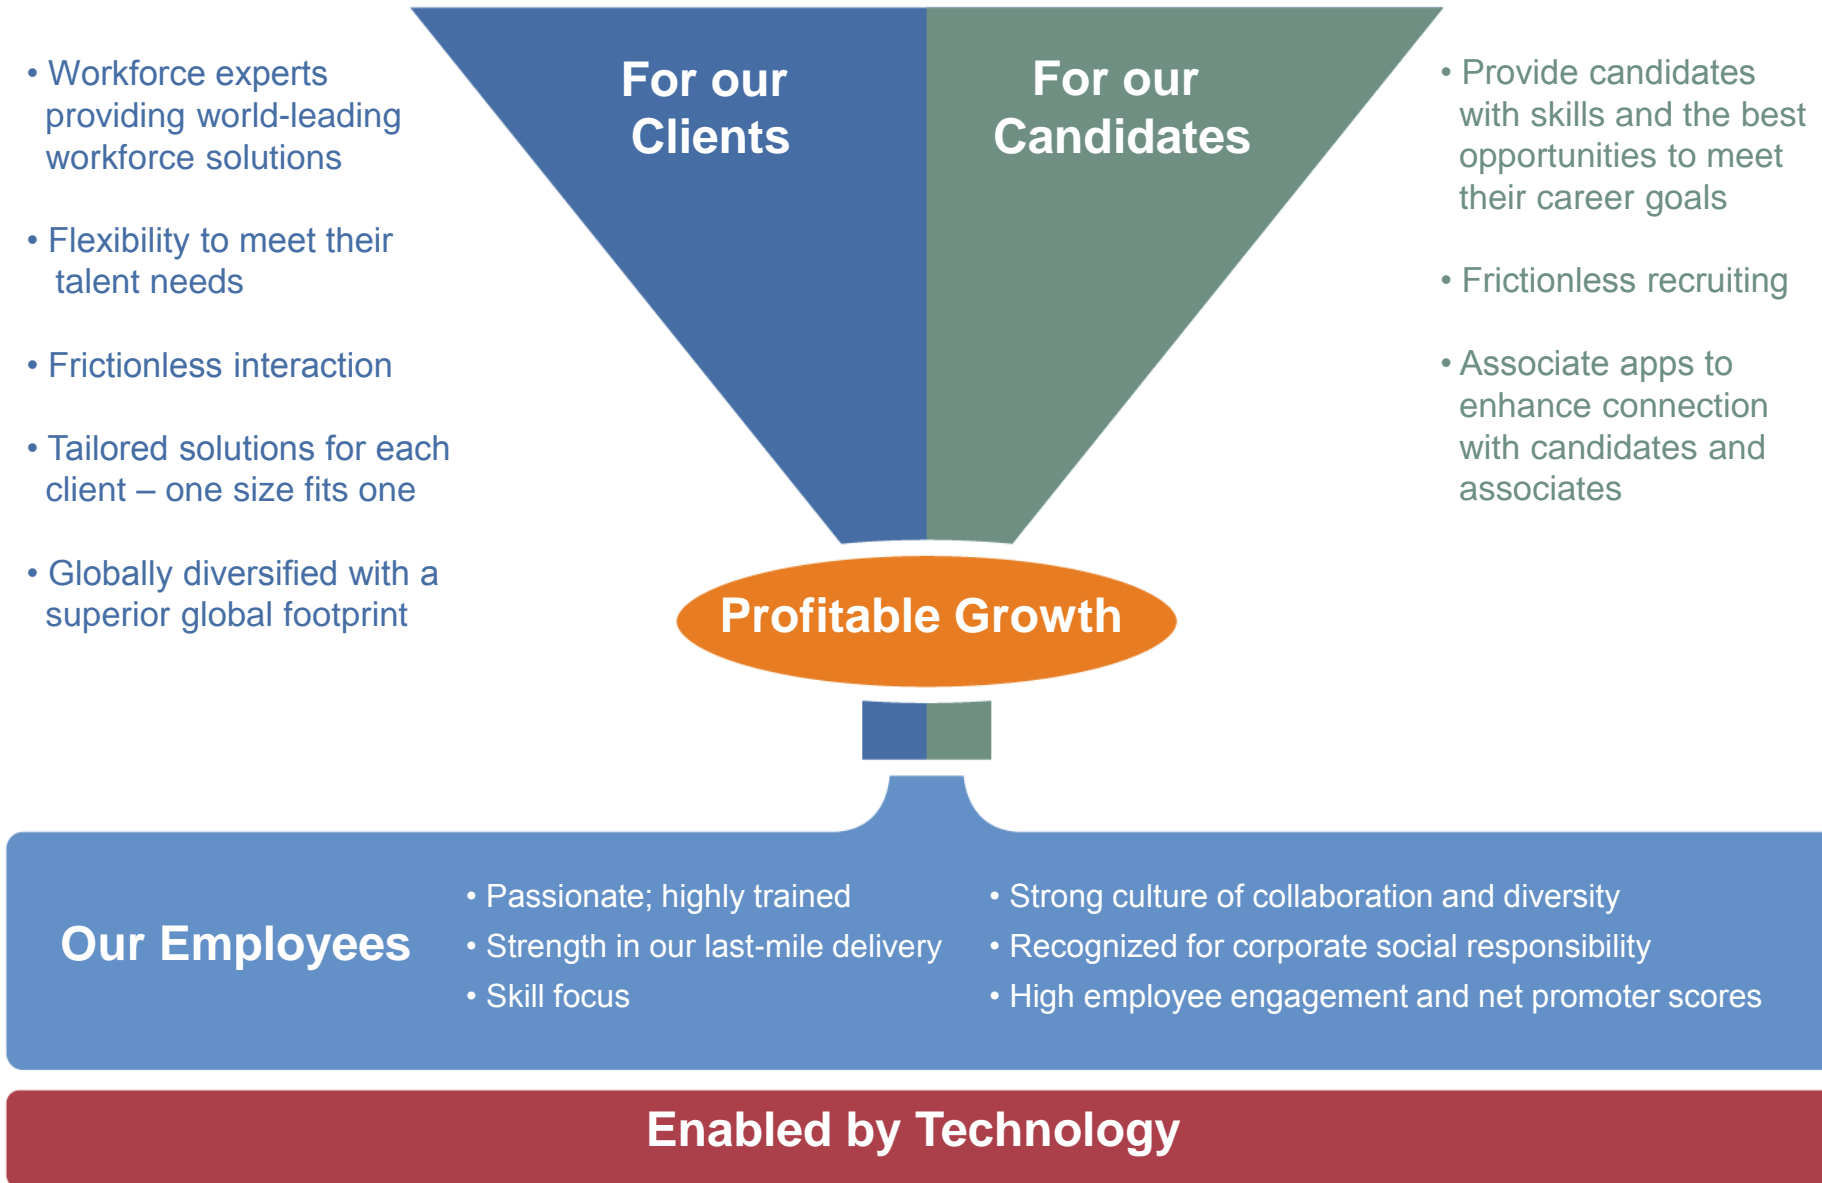 • Workforce experts
providing world-leading
workforce solutions
• Flexibility to meet their
talent needs
• Frictionless interaction
• Tailored solutions for each
client – one size fits one
• Globally diversified with a
superior global footprint
For our
Clients
For our
Candidates
• Provide candidates
with skills and the best
opportunities to meet
their career goals
• Frictionless recruiting
• Associate apps to
enhance connection
with candidates and
associates
Profitable Growth
Our Employees
• Passionate; highly trained
• Strength in our last-mile delivery
• Skill focus
• Strong culture of collaboration and diversity
• Recognized for corporate social responsibility
• High employee engagement and net promoter scores
Enabled by Technology